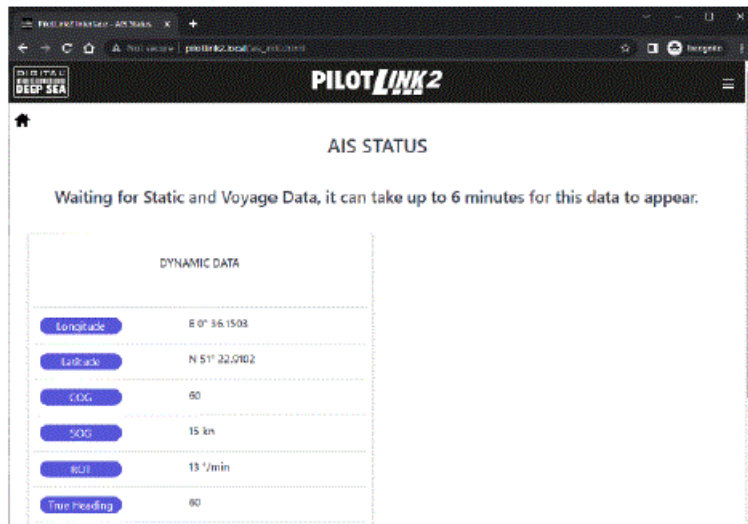 PilotLink2 Interface - AIS Status
Not secure pilotlink2.local/ais_info.html
Incognito
DIGITAL
DEEP SEA
PILOTLINK2
AIS STATUS
Waiting for Static and Voyage Data, it can take up to 6 minutes for this data to appear.
DYNAMIC DATA
Longitude E 0° 36.1503
Latitude N 51° 22.9102
COG 60
SOG 15 kn
ROT 13 °/min
True Heading 60